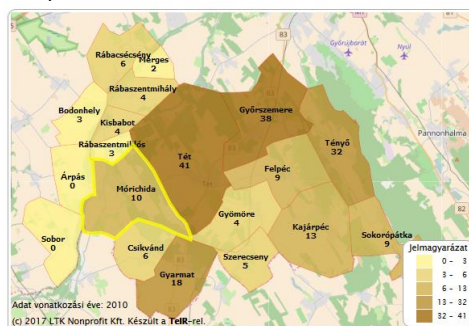 83
Győrújbarát
Nyúl
Rábacsécsény
6
Mérges
2
Rábaszentmihály
4
Bodonhely
3
Kisbabot
4
Rábaszentmiklós
3
Győrszemere
38
Tényő
32
Pannonhalma
Tét
41
Felpéc
9
Árpás
0
Mórichida
10
Gyömöre
4
Kajárpéc
13
Sokorópátka
9
Sobor
0
Csikvánd
6
Szerecseny
5
Gyarmat
18
82
83
Jelmagyarázat
0 - 3
3 - 6
6 - 13
13 - 32
32 - 41
Adat vonatkozási éve: 2010
(c) 2017 LTK Nonprofit Kft. Készült a TeIR-rel.